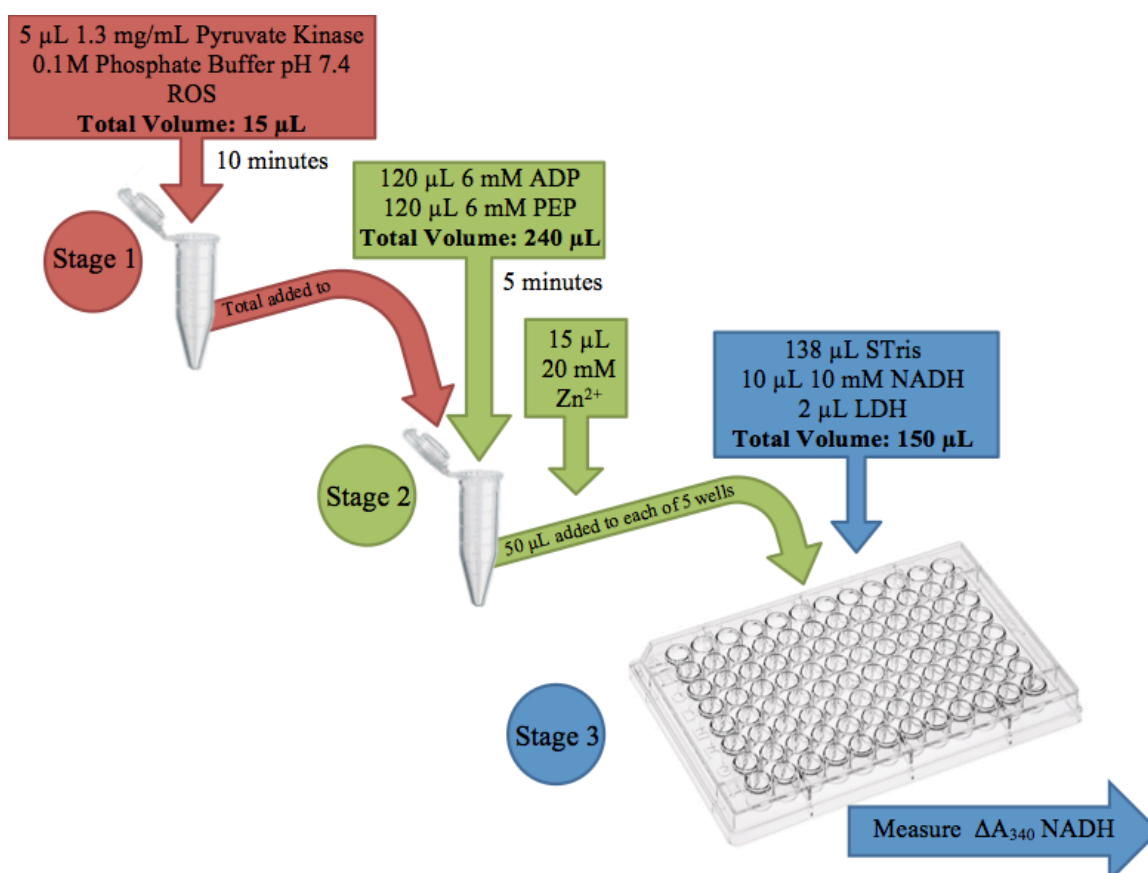 5 µL 1.3 mg/mL Pyruvate Kinase
0.1M Phosphate Buffer pH 7.4
ROS
Total Volume: 15 µL
10 minutes
Stage 1
Total added to
120 µL 6 mM ADP
120 µL 6 mM PEP
Total Volume: 240 µL
5 minutes
15 µL
20 mM
Zn²⁺
Stage 2
50 µL added to each of 5 wells
138 µL STris
10 µL 10 mM NADH
2 µL LDH
Total Volume: 150 µL
Stage 3
Measure ΔA₃₄₀ NADH